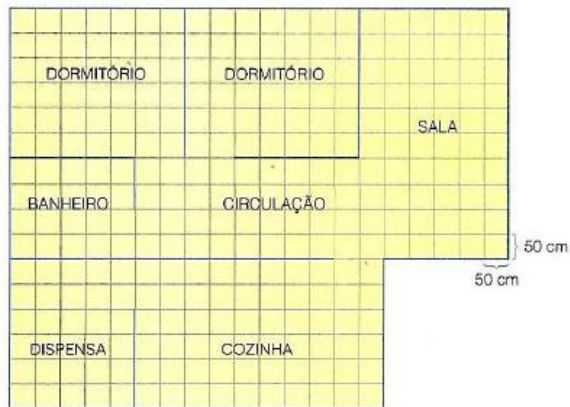 DORMITÓRIO DORMITÓRIO
SALA
BANHEIRO CIRCULAÇÃO
50 cm
50 cm
DISPENSA COZINHA